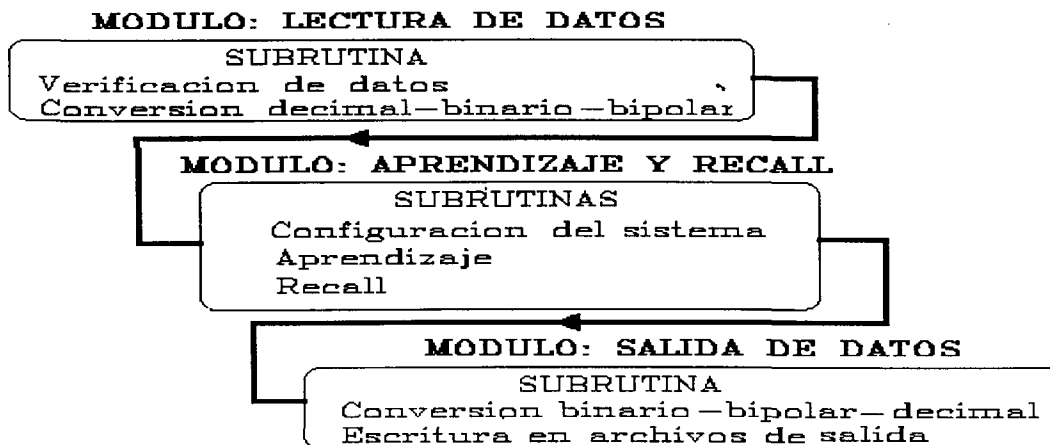 MODULO: LECTURA DE DATOS
SUBRUTINA
Verificacion de datos
Conversion decimal-binario-bipolar
MODULO: APRENDIZAJE Y RECALL
SUBRUTINAS
Configuracion del sistema
Aprendizaje
Recall
MODULO: SALIDA DE DATOS
SUBRUTINA
Conversion binario-bipolar-decimal
Escritura en archivos de salida